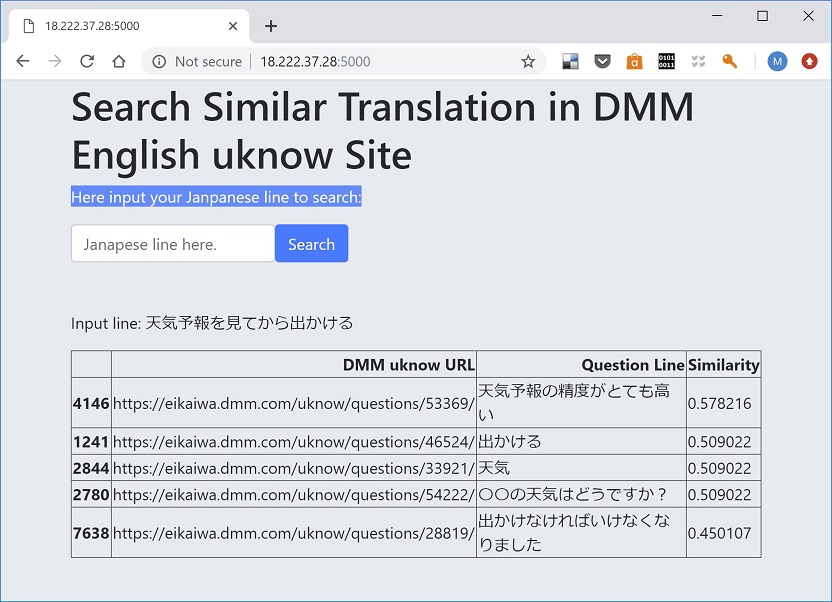 18.222.37.28:5000
Not secure | 18.222.37.28:5000
0101
0011
M
Search Similar Translation in DMM
English uknow Site
Here input your Janpanese line to search:
Janapese line here. Search
Input line: 天気予報を見てから出かける
DMM uknow URL Question Line Similarity
4146 https://eikaiwa.dmm.com/uknow/questions/53369/ 天気予報の精度がとても高
い 0.578216
1241 https://eikaiwa.dmm.com/uknow/questions/46524/ 出かける 0.509022
2844 https://eikaiwa.dmm.com/uknow/questions/33921/ 天気 0.509022
2780 https://eikaiwa.dmm.com/uknow/questions/54222/ 〇〇の天気はどうですか？ 0.509022
7638 https://eikaiwa.dmm.com/uknow/questions/28819/ 出かけなければいけなくな
りました 0.450107